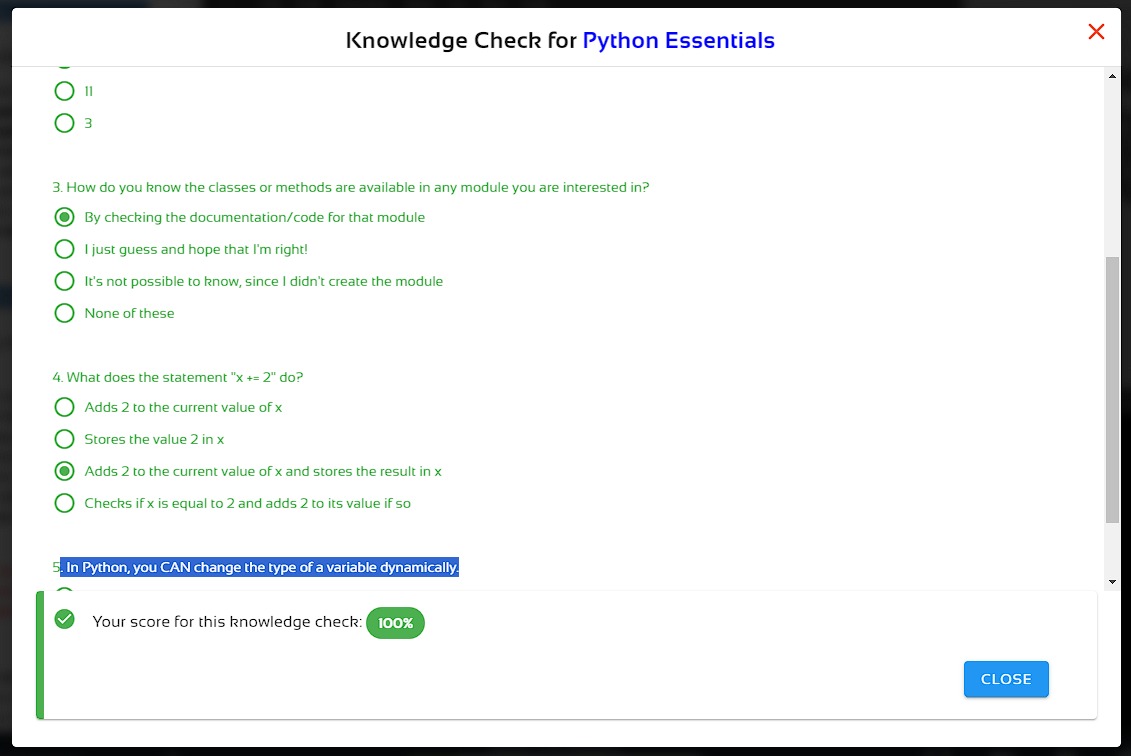 Knowledge Check for Python Essentials
11
3
3. How do you know the classes or methods are available in any module you are interested in?
By checking the documentation/code for that module
I just guess and hope that I'm right!
It's not possible to know, since I didn't create the module
None of these
4. What does the statement "x += 2" do?
Adds 2 to the current value of x
Stores the value 2 in x
Adds 2 to the current value of x and stores the result in x
Checks if x is equal to 2 and adds 2 to its value if so
5. In Python, you CAN change the type of a variable dynamically.
Your score for this knowledge check: 100%
CLOSE